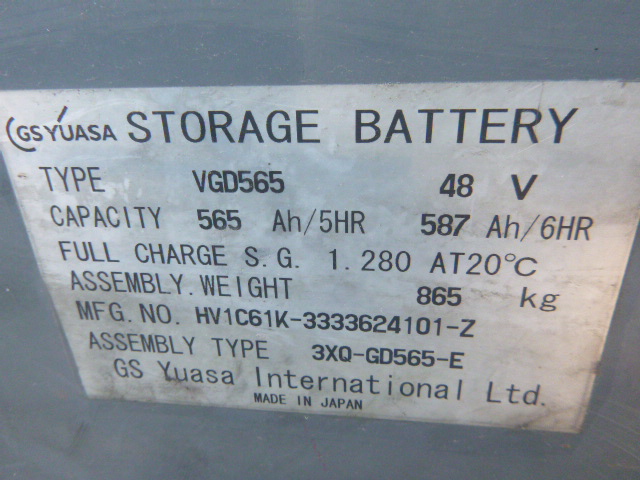 GS YUASA STORAGE BATTERY
TYPE VGD565 48 V
CAPACITY 565 Ah/5HR 587 Ah/6HR
FULL CHARGE S.G. 1.280 AT20°C
ASSEMBLY.WEIGHT 865 kg
MFG.NO. HV1C61K-3333624101-Z
ASSEMBLY TYPE 3XQ-GD565-E
GS Yuasa International Ltd.
MADE IN JAPAN